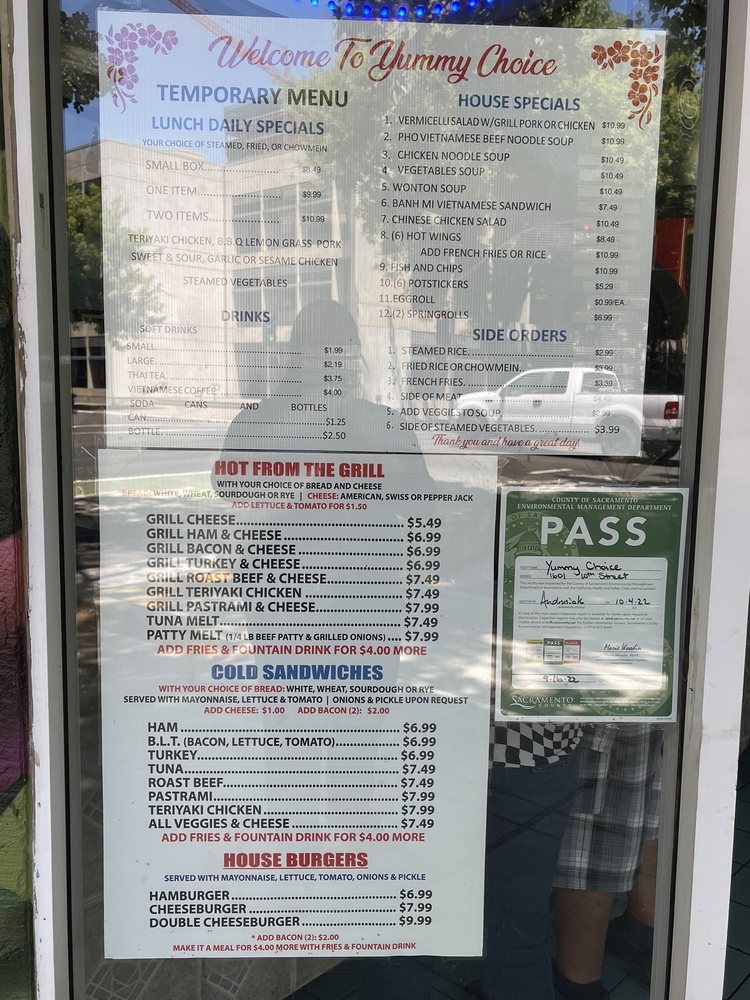 Welcome To Yummy Choice
TEMPORARY MENU
LUNCH DAILY SPECIALS
YOUR CHOICE OF STEAMED, FRIED, OR CHOWMEIN
SMALL BOX $8.49
ONE ITEM $9.99
TWO ITEMS $10.99
TERIYAKI CHICKEN, B.B.Q LEMON GRASS PORK
SWEET & SOUR, GARLIC OR SESAME CHICKEN
STEAMED VEGETABLES
DRINKS
SOFT DRINKS
SMALL $1.99
LARGE $2.19
THAI TEA $3.75
VIETNAMESE COFFEE $4.00
SODA CANS AND BOTTLES
CAN $1.25
BOTTLE $2.50
HOUSE SPECIALS
1. VERMICELLI SALAD W/GRILL PORK OR CHICKEN $10.99
2. PHO VIETNAMESE BEEF NOODLE SOUP $10.99
3. CHICKEN NOODLE SOUP $10.49
4. VEGETABLES SOUP $10.49
5. WONTON SOUP $10.49
6. BANH MI VIETNAMESE SANDWICH $7.49
7. CHINESE CHICKEN SALAD $10.49
8. (6) HOT WINGS $8.49
ADD FRENCH FRIES OR RICE $10.99
9. FISH AND CHIPS $10.99
10.(6) POTSTICKERS $5.29
11.EGGROLL $0.99/EA.
12.(2) SPRINGROLLS $6.99
SIDE ORDERS
1. STEAMED RICE $2.99
2. FRIED RICE OR CHOWMEIN $3.99
3. FRENCH FRIES $3.39
4. SIDE OF MEAT
5. ADD VEGGIES TO SOUP $2.99
6. SIDE OF STEAMED VEGETABLES $3.99
Thank you and have a great day!
HOT FROM THE GRILL
WITH YOUR CHOICE OF BREAD AND CHEESE
BREAD: WHITE, WHEAT, SOURDOUGH OR RYE | CHEESE: AMERICAN, SWISS OR PEPPER JACK
ADD LETTUCE & TOMATO FOR $1.50
GRILL CHEESE $5.49
GRILL HAM & CHEESE $6.99
GRILL BACON & CHEESE $6.99
GRILL TURKEY & CHEESE $6.99
GRILL ROAST BEEF & CHEESE $7.49
GRILL TERIYAKI CHICKEN $7.49
GRILL PASTRAMI & CHEESE $7.99
TUNA MELT $7.49
PATTY MELT (1/4 LB BEEF PATTY & GRILLED ONIONS) $7.99
ADD FRIES & FOUNTAIN DRINK FOR $4.00 MORE
COLD SANDWICHES
WITH YOUR CHOICE OF BREAD: WHITE, WHEAT, SOURDOUGH OR RYE
SERVED WITH MAYONNAISE, LETTUCE & TOMATO | ONIONS & PICKLE UPON REQUEST
ADD CHEESE: $1.00 ADD BACON (2): $2.00
HAM $6.99
B.L.T. (BACON, LETTUCE, TOMATO) $6.99
TURKEY $6.99
TUNA $7.49
ROAST BEEF $7.49
PASTRAMI $7.99
TERIYAKI CHICKEN $7.99
ALL VEGGIES & CHEESE $7.49
ADD FRIES & FOUNTAIN DRINK FOR $4.00 MORE
HOUSE BURGERS
SERVED WITH MAYONNAISE, LETTUCE, TOMATO, ONIONS & PICKLE
HAMBURGER $6.99
CHEESEBURGER $7.99
DOUBLE CHEESEBURGER $9.99
* ADD BACON (2): $2.00
MAKE IT A MEAL FOR $4.00 MORE WITH FRIES & FOUNTAIN DRINK
COUNTY OF SACRAMENTO
ENVIRONMENTAL MANAGEMENT DEPARTMENT
PASS
Yummy Choice
1601 10th Street
10-4-22
SACRAMENTO
COUNTY